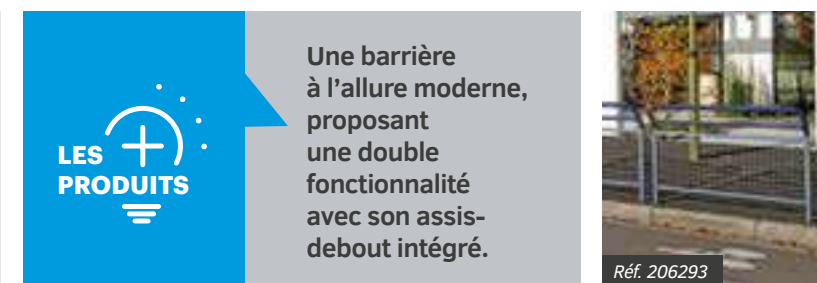 LES
PRODUITS
Une barrière
à l'allure moderne,
proposant
une double
fonctionnalité
avec son assis-
debout intégré.
Réf. 206293